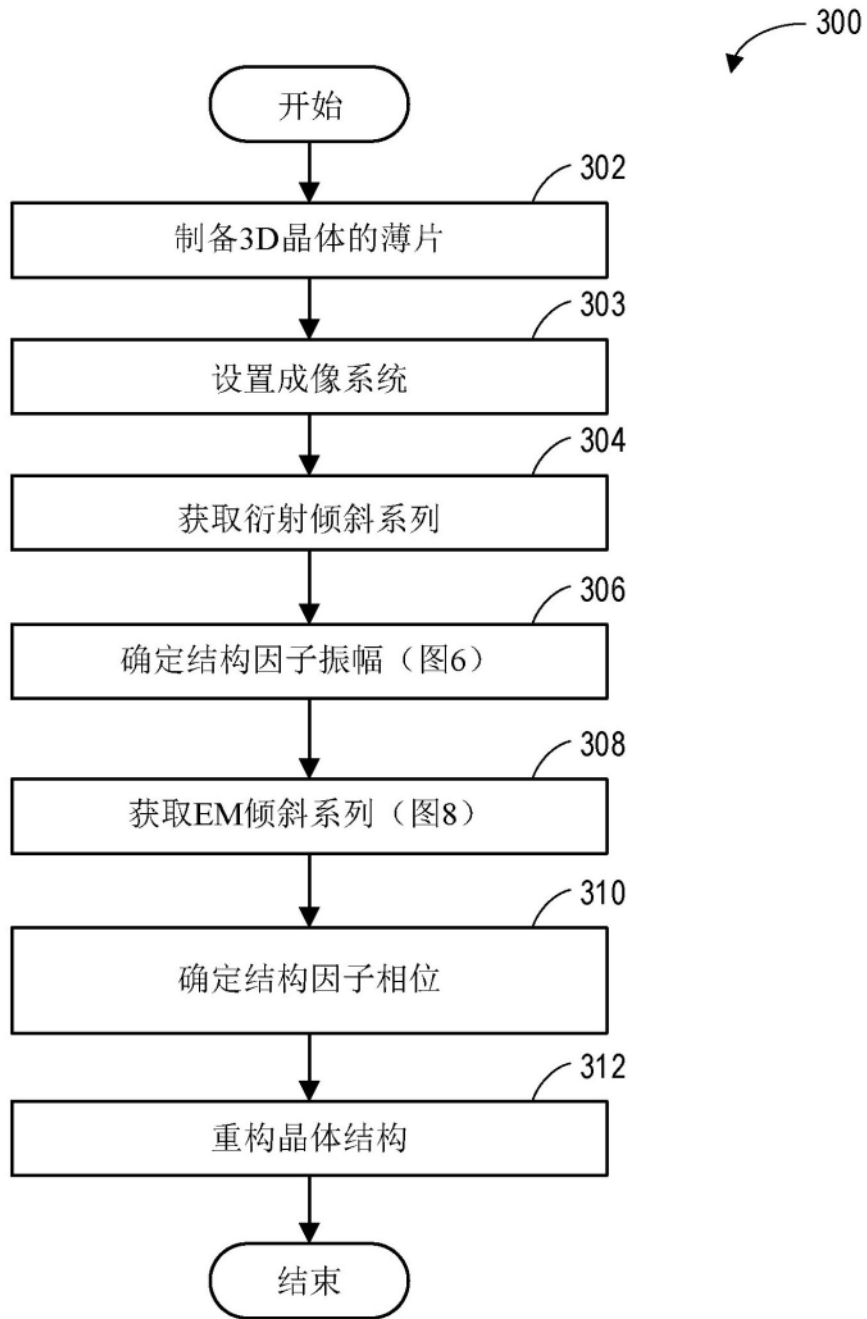 300
开始
302
制备3D晶体的薄片
303
设置成像系统
304
获取衍射倾斜系列
306
确定结构因子振幅（图6）
308
获取EM倾斜系列（图8）
310
确定结构因子相位
312
重构晶体结构
结束